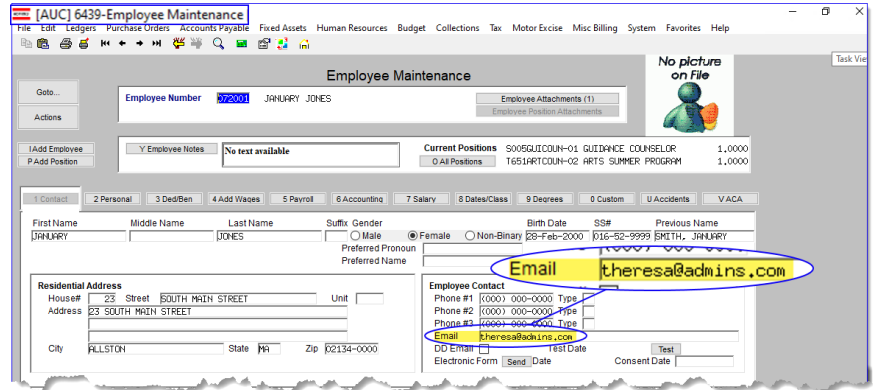 [AUC] 6439-Employee Maintenance
File Edit Ledgers Purchase Orders Accounts Payable Fixed Assets Human Resources Budget Collections Tax Motor Excise Misc Billing System Favorites Help
Task Vie
No picture
on File
Employee Maintenance
Goto...
Employee Number 072001 JANUARY JONES
Employee Attachments (1)
Employee Position Attachments
Actions
I Add Employee
Y Employee Notes
No text available
Current Positions S005GUICOUN-01 GUIDANCE COUNSELOR 1.0000
P Add Position
O All Positions T651ARTCOUN-02 ARTS SUMMER PROGRAM 1.0000
1 Contact 2 Personal 3 Ded/Ben 4 Add Wages 5 Payroll 6 Accounting 7 Salary 8 Dates/Class 9 Degrees 0 Custom U Accidents V ACA
First Name Middle Name Last Name Suffix Gender Birth Date SS# Previous Name
JANUARY JONES Male Female Non-Binary 28-Feb-2000 016-52-9999 SMITH, JANUARY
Preferred Pronoun
Preferred Name
Email theresa@admins.com
Residential Address
House# 23 Street SOUTH MAIN STREET Unit
Address 23 SOUTH MAIN STREET
City ALLSTON State MA Zip 02134-0000
Employee Contact
Phone #1 (000) 000-0000 Type
Phone #2 (000) 000-0000 Type
Phone #3 (000) 000-0000 Type
Email theresa@admins.com
DD Email Test Date Test
Electronic Form Send Date Consent Date